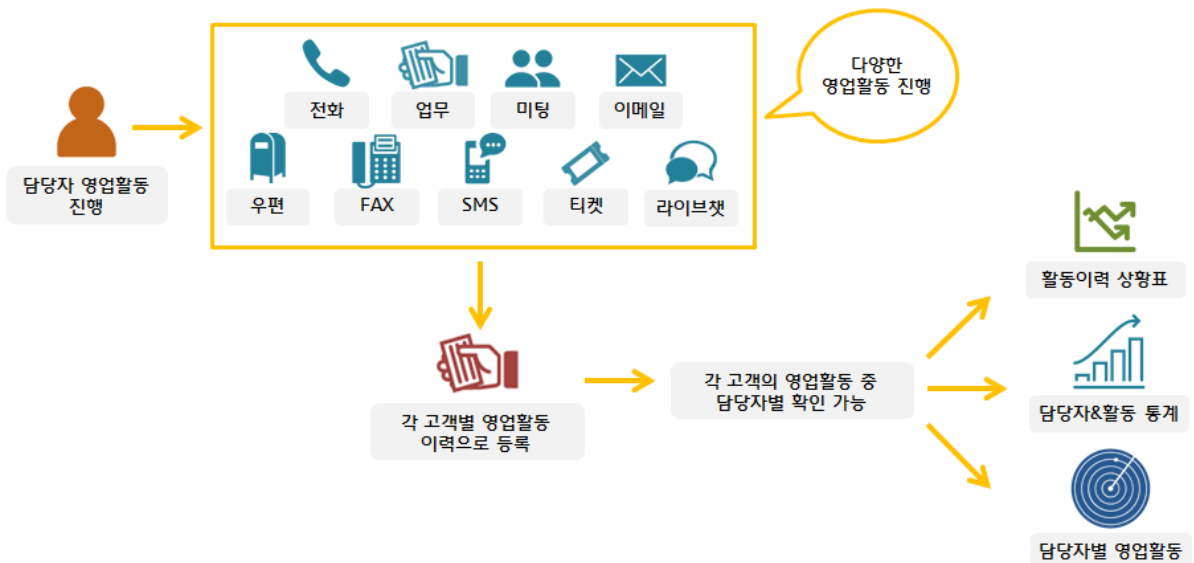 다양한
영업활동 진행
전화
업무
미팅
이메일
담당자 영업활동
진행
우편
FAX
SMS
티켓
라이브챗
활동이력 상황표
각 고객별 영업활동
이력으로 등록
각 고객의 영업활동 중
담당자별 확인 가능
담당자&활동 통계
담당자별 영업활동